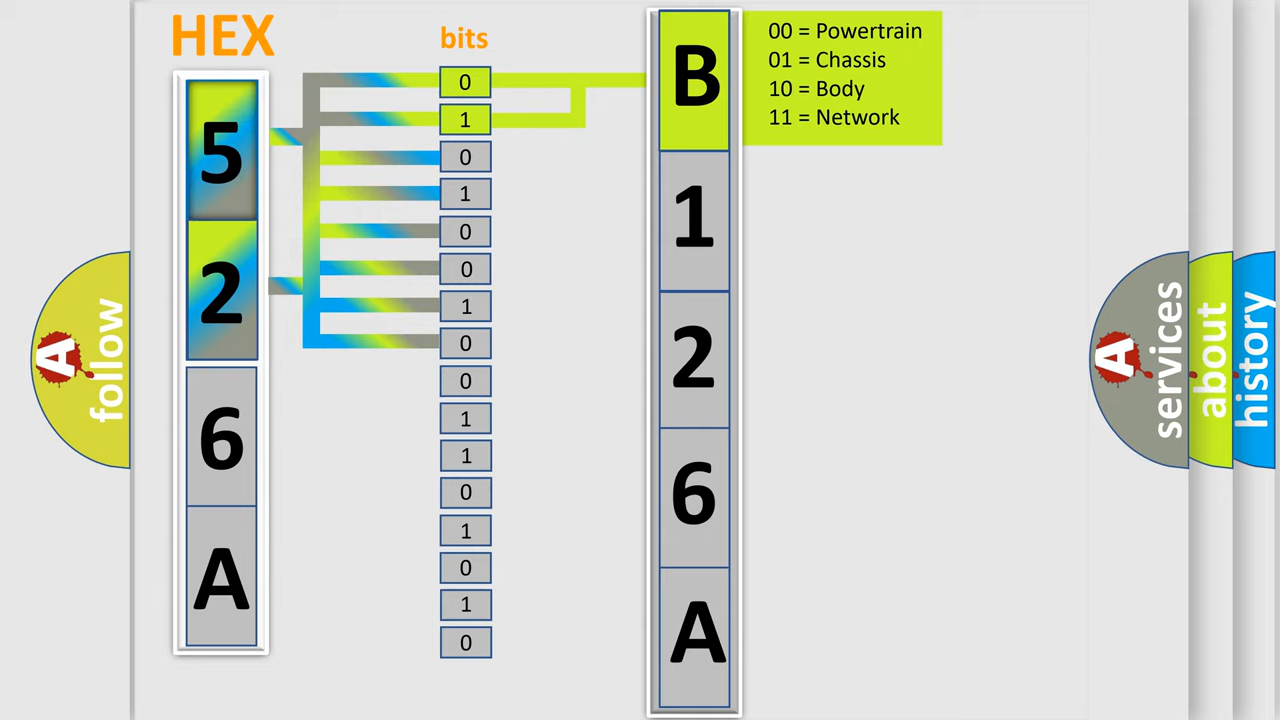 HEX
bits
5
2
6
A
0
1
0
1
0
0
1
0
0
1
1
0
1
0
1
0
B
1
2
6
A
00 = Powertrain
01 = Chassis
10 = Body
11 = Network
A
follow
A
services
about
history